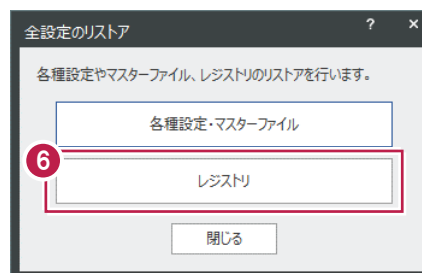 全設定のリストア ? ×
各種設定やマスターファイル、レジストリのリストアを行います。
各種設定・マスターファイル
6
レジストリ
閉じる